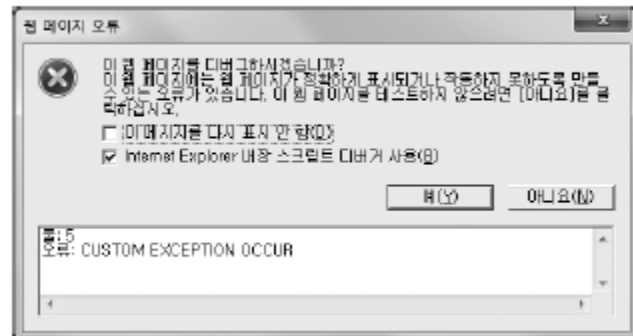 웹 페이지 오류
이 웹 페이지를 디버그하시겠습니까?
이 웹 페이지에는 웹 페이지가 정확하게 표시되거나 작동하지 못하도록 만들
수 있는 오류가 있습니다. 이 웹 페이지를 테스트하지 않으려면 [아니요]를 클
릭하십시오.
이 메시지를 다시 표시 안 함(D)
Internet Explorer 내장 스크립트 디버거 사용(B)
예(Y) 아니요(N)
줄: 5
오류: CUSTOM EXCEPTION OCCUR